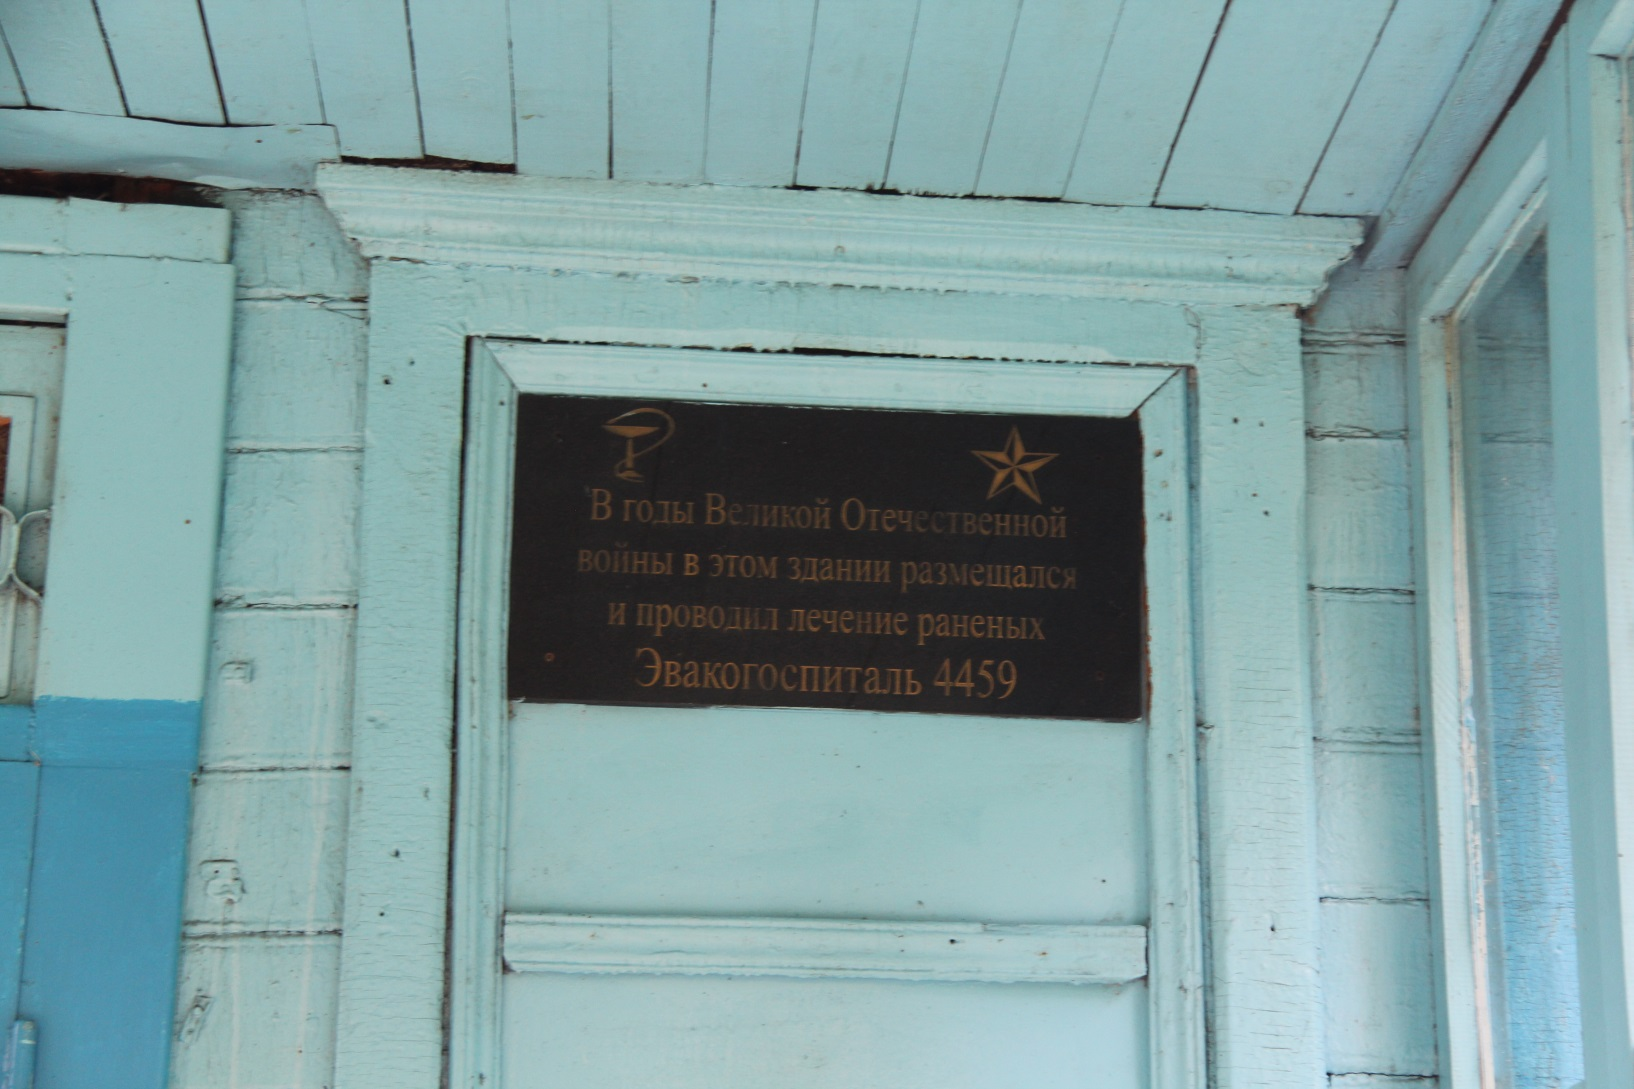 В годы Великой Отечественной
войны в этом здании размещался
и проводил лечение раненых
Эвакогоспиталь 4459